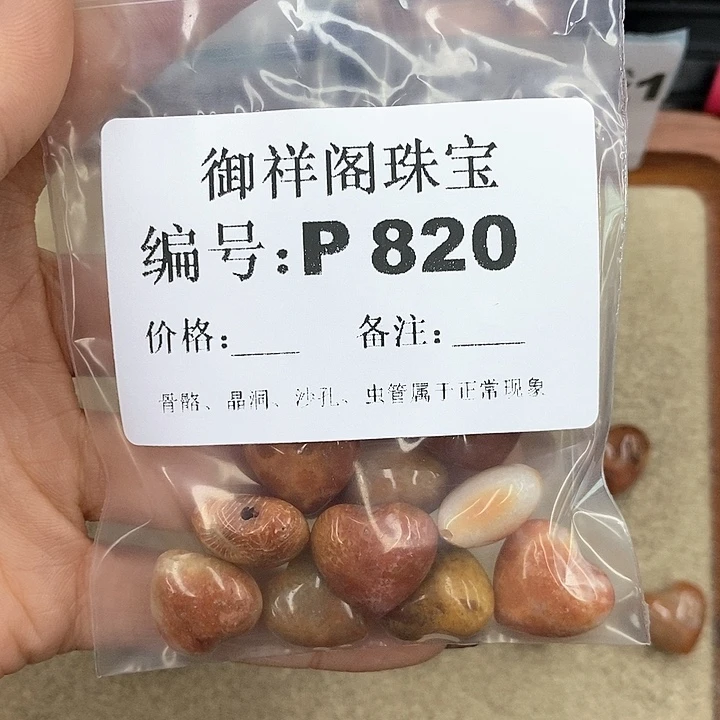 御祥阁珠宝
编号:P 820
价格:____ 备注:____
骨骼、晶洞、沙孔、虫管属于正常现象